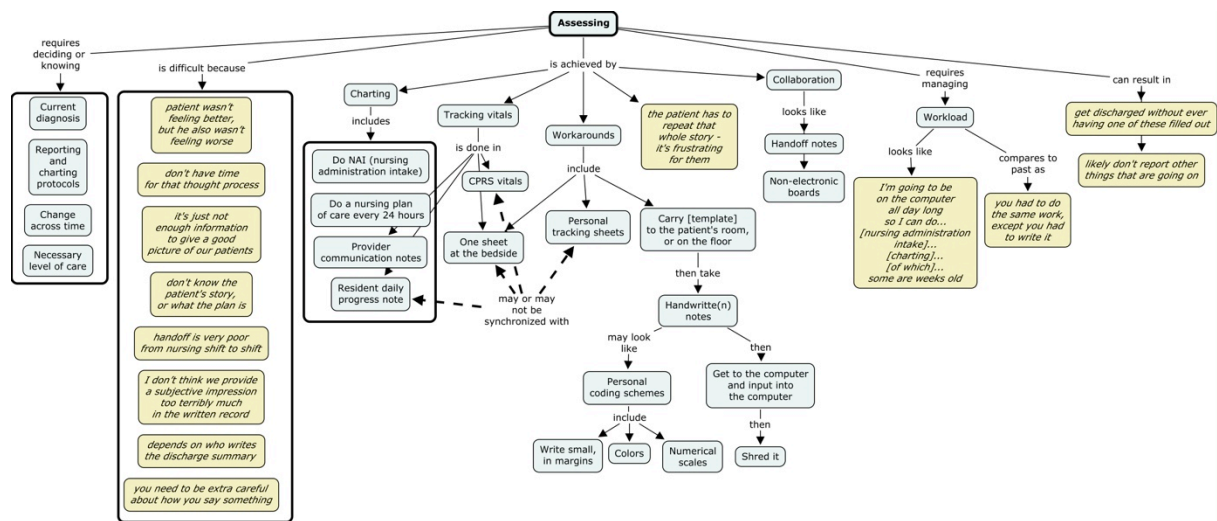 Assessing
requires
deciding or
knowing
Current
diagnosis
Reporting
and
charting
protocols
Change
across time
Necessary
level of care
is difficult because
patient wasn't
feeling better,
but he also wasn't
feeling worse
don't have time
for that thought process
it's just not
enough information
to give a good
picture of our patients
don't know the
patient's story,
or what the plan is
handoff is very poor
from nursing shift to shift
I don't think we provide
a subjective impression
too terribly much
in the written record
depends on who writes
the discharge summary
you need to be extra careful
about how you say something
is achieved by
Charting
includes
Do NAI (nursing
administration intake)
Do a nursing plan
of care every 24 hours
Provider
communication notes
Resident daily
progress note
Tracking vitals
is done in
CPRS vitals
One sheet
at the bedside
may or may
not be
synchronized with
Workarounds
include
Personal
tracking sheets
Carry [template]
to the patient's room,
or on the floor
then take
Handwritte(n)
notes
may look
like
Personal
coding schemes
include
Write small,
in margins
Colors
Numerical
scales
then
Get to the computer
and input into
the computer
then
Shred it
the patient has to
repeat that
whole story -
it's frustrating
for them
Collaboration
looks like
Handoff notes
Non-electronic
boards
requires
managing
Workload
looks like
I'm going to be
on the computer
all day long
so I can do...
[nursing administration
intake]...
[charting]...
[of which]...
some are weeks old
compares to
past as
you had to do
the same work,
except you had
to write it
can result in
get discharged without ever
having one of these filled out
likely don't report other
things that are going on